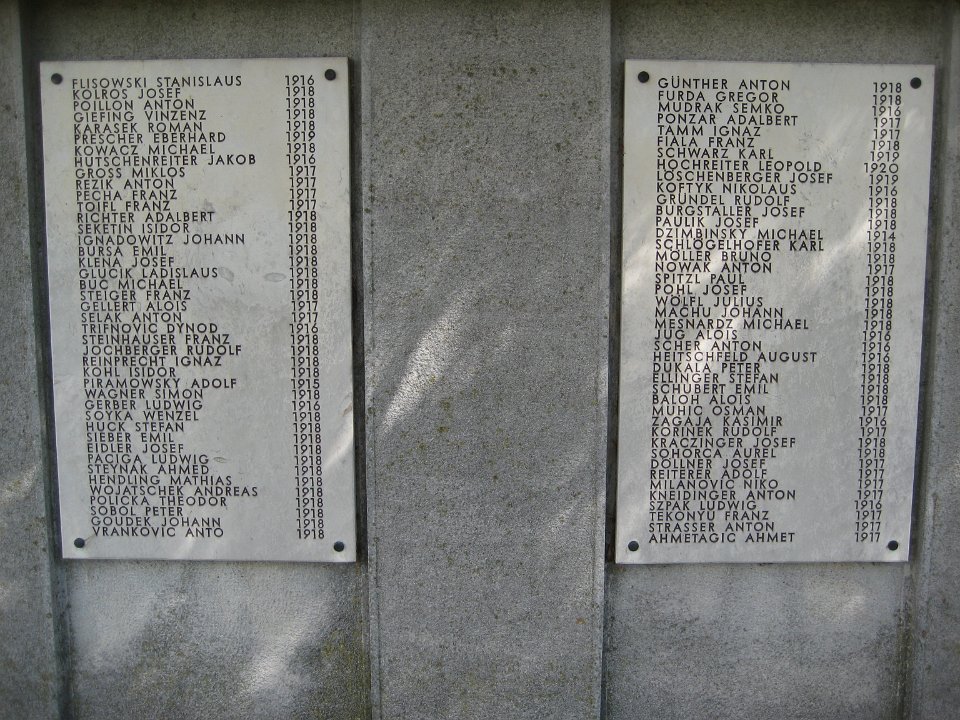 FLISOWSKI STANISLAUS 1916
KOLROS JOSEF 1918
POILLON ANTON 1918
GIEFING VINZENZ 1918
KARASEK ROMAN 1918
PRESCHER EBERHARD 1919
KOWACZ MICHAEL 1918
HUTSCHENREITER JAKOB 1916
GROSS MIKLOS 1917
REZIK ANTON 1917
PECHA FRANZ 1917
TOIFL FRANZ 1917
RICHTER ADALBERT 1918
SEKETIN ISIDOR 1918
IGNADOWITZ JOHANN 1918
BURSA EMIL 1918
KLENA JOSEF 1918
GLUCIK LADISLAUS 1918
BUC MICHAEL 1918
STEIGER FRANZ 1918
GELLERT ALOIS 1917
SELAK ANTON 1917
TRIFNOVIC DYNOD 1916
STEINHAUSER FRANZ 1918
JOCHBERGER RUDOLF 1918
REINPRECHT IGNAZ 1918
KOHL ISIDOR 1918
PIRAMOWSKY ADOLF 1915
WAGNER SIMON 1918
GERBER LUDWIG 1916
SOYKA WENZEL 1918
HUCK STEFAN 1918
SIEBER EMIL 1918
EIDLER JOSEF 1918
PACIGA LUDWIG 1918
STEYNAK AHMED 1918
HENDLING MATHIAS 1918
WOJATSCHEK ANDREAS 1918
POLICKA THEODOR 1918
SOBOL PETER 1918
GOUDEK JOHANN 1918
VRANKOVIC ANTO 1918
GÜNTHER ANTON 1918
FURDA GREGOR 1918
MUDRAK SEMKO 1916
PONZAR ADALBERT 1917
TAMM IGNAZ 1917
FIALA FRANZ 1918
SCHWARZ KARL 1919
HOCHREITER LEOPOLD 1920
LÖSCHENBERGER JOSEF 1919
KOFTYK NIKOLAUS 1916
GRÜNDEL RUDOLF 1918
BURGSTALLER JOSEF 1918
PAULIK JOSEF 1918
DZIMBINSKY MICHAEL 1914
SCHLÖGELHOFER KARL 1918
MÖLLER BRUNO 1918
NOWAK ANTON 1917
SPITZL PAUL 1918
POHL JOSEF 1918
WÖLFL JULIUS 1918
MACHU JOHANN 1918
MESNARDZ MICHAEL 1918
JUG ALOIS 1916
SCHER ANTON 1916
HEITSCHFELD AUGUST 1916
DUKALA PETER 1918
ELLINGER STEFAN 1918
SCHUBERT EMIL 1918
BALOH ALOIS 1918
MUHIC OSMAN 1917
ZAGAJA KASIMIR 1916
KORINEK RUDOLF 1917
KRACZINGER JOSEF 1918
SOHORCA AUREL 1918
DÖLLNER JOSEF 1917
REITERER ADOLF 1917
MILANOVIC NIKO 1917
KNEIDINGER ANTON 1917
SZPAK LUDWIG 1916
TEKONYU FRANZ 1917
STRASSER ANTON 1917
AHMETAGIC AHMET 1917